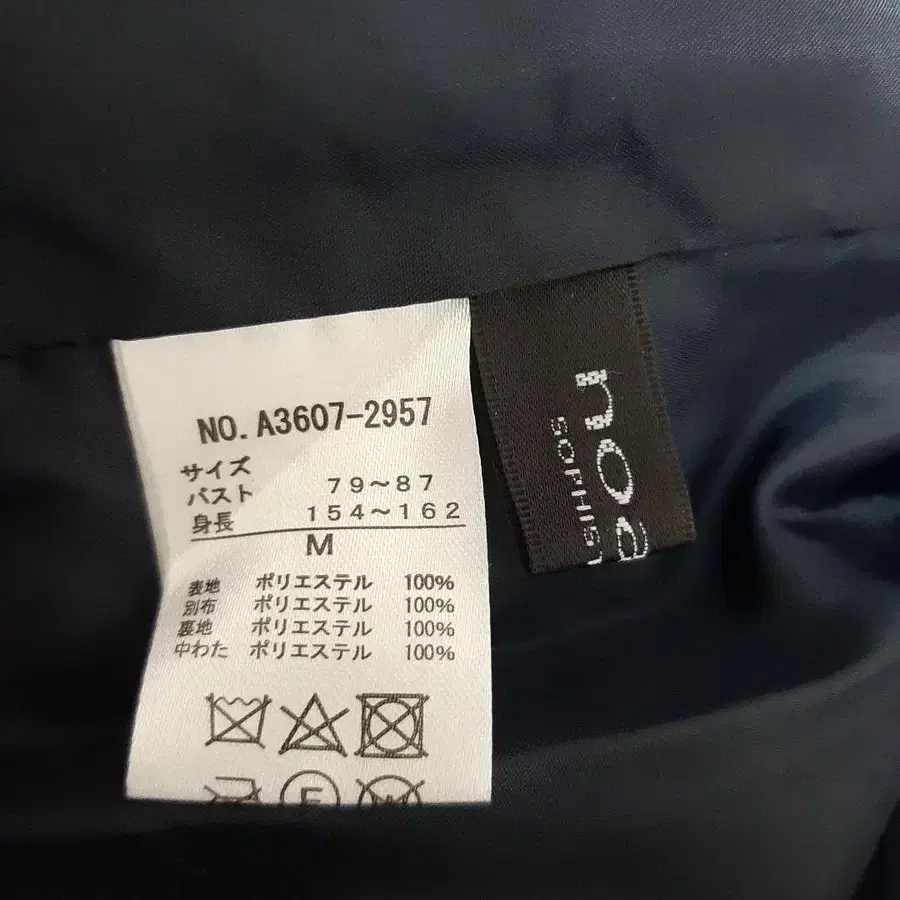 NO. A3607-2957
サイズ
バスト 79~87
身長 154~162
M
表地 ポリエステル 100%
別布 ポリエステル 100%
裏地 ポリエステル 100%
中わた ポリエステル 100%